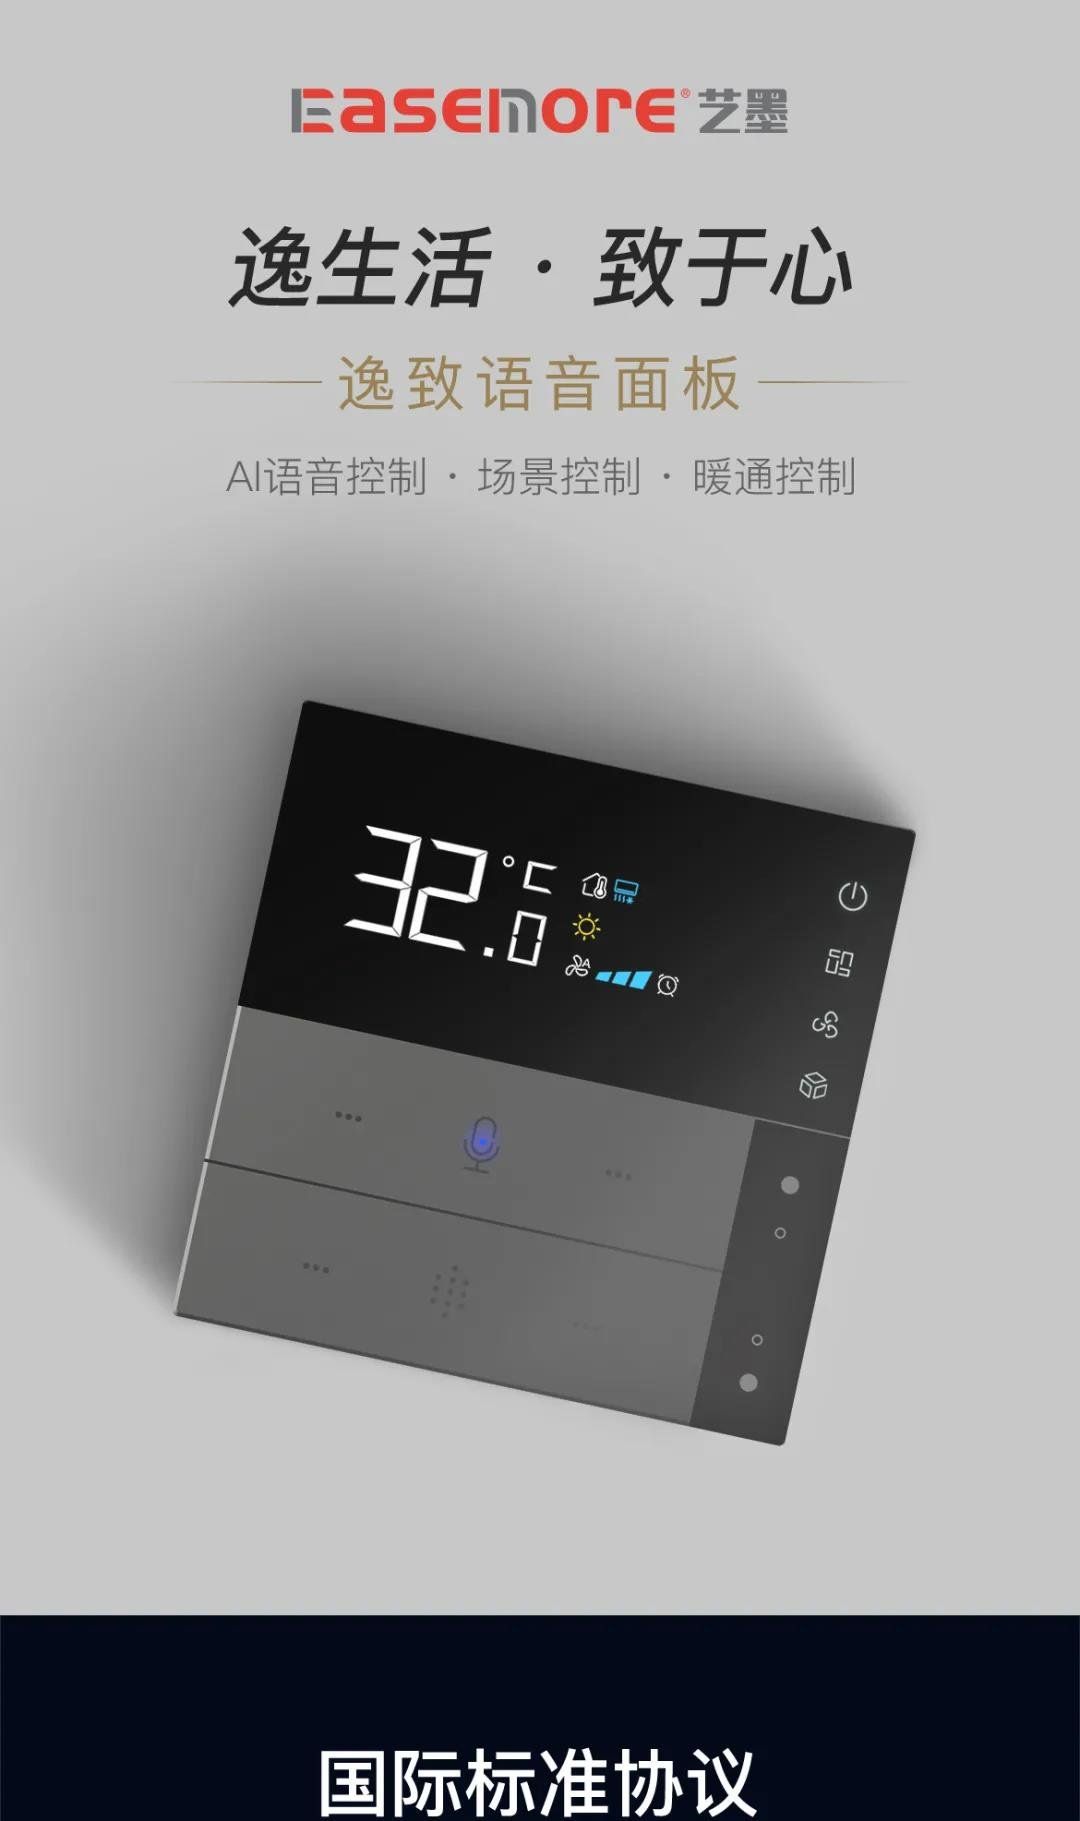 Easemore® 艺墨
逸生活 · 致于心
逸致语音面板
AI语音控制 · 场景控制 · 暖通控制
32.0 °C
A
国际标准协议